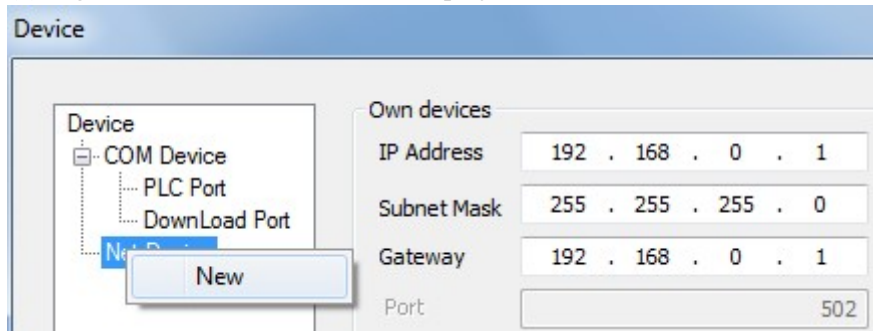 Device
Device
COM Device
PLC Port
DownLoad Port
New
Own devices
IP Address 192 . 168 . 0 . 1
Subnet Mask 255 . 255 . 255 . 0
Gateway 192 . 168 . 0 . 1
Port 502